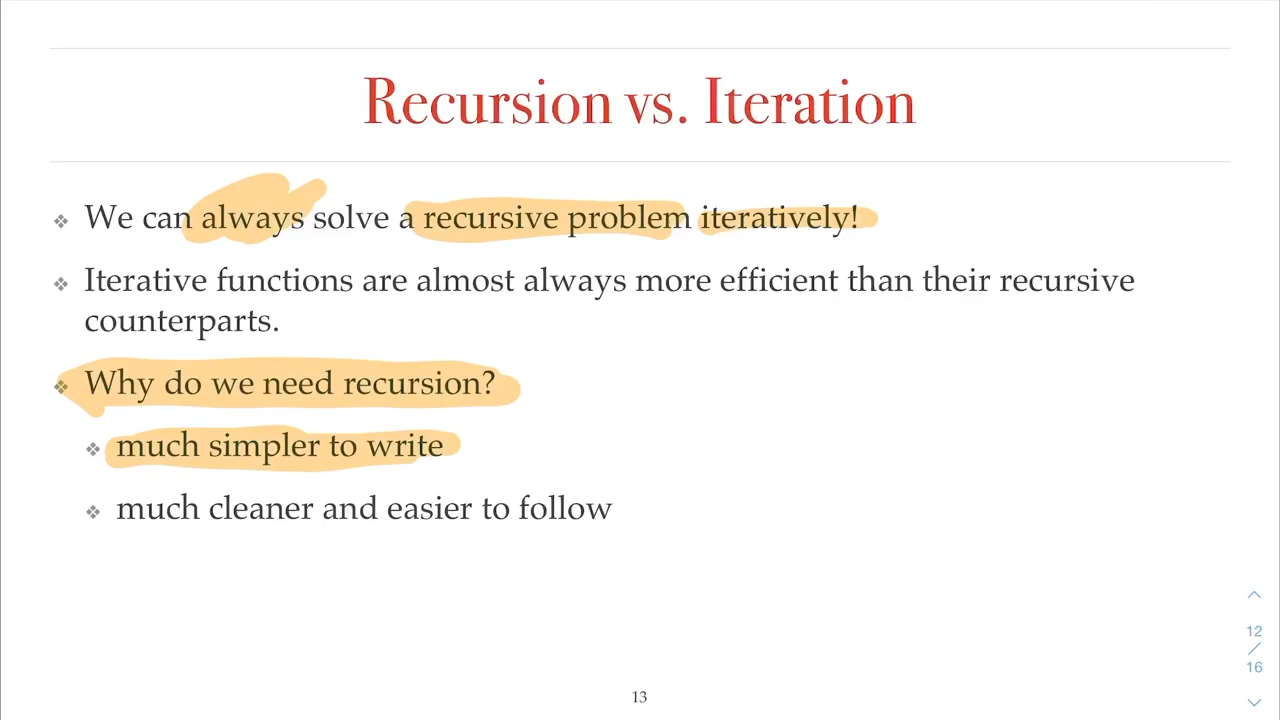 Recursion vs. Iteration
❖ We can always solve a recursive problem iteratively!
❖ Iterative functions are almost always more efficient than their recursive
counterparts.
❖ Why do we need recursion?
❖ much simpler to write
❖ much cleaner and easier to follow
12
/
16
13